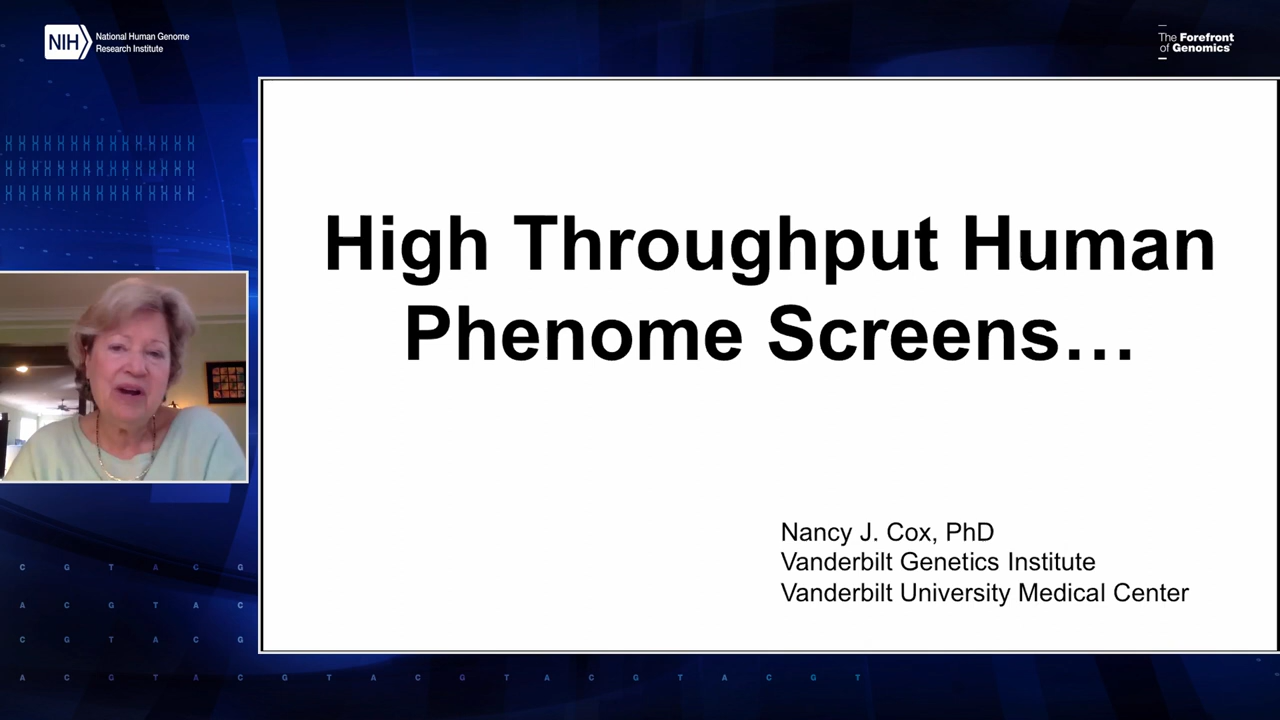 NIH
National Human Genome
Research Institute
The Forefront
of Genomics
High Throughput Human
Phenome Screens…
Nancy J. Cox, PhD
Vanderbilt Genetics Institute
Vanderbilt University Medical Center
C G T A C G
A C G T A C
C G T A C G
A C G T A C G T A C G T A C G T A C G T